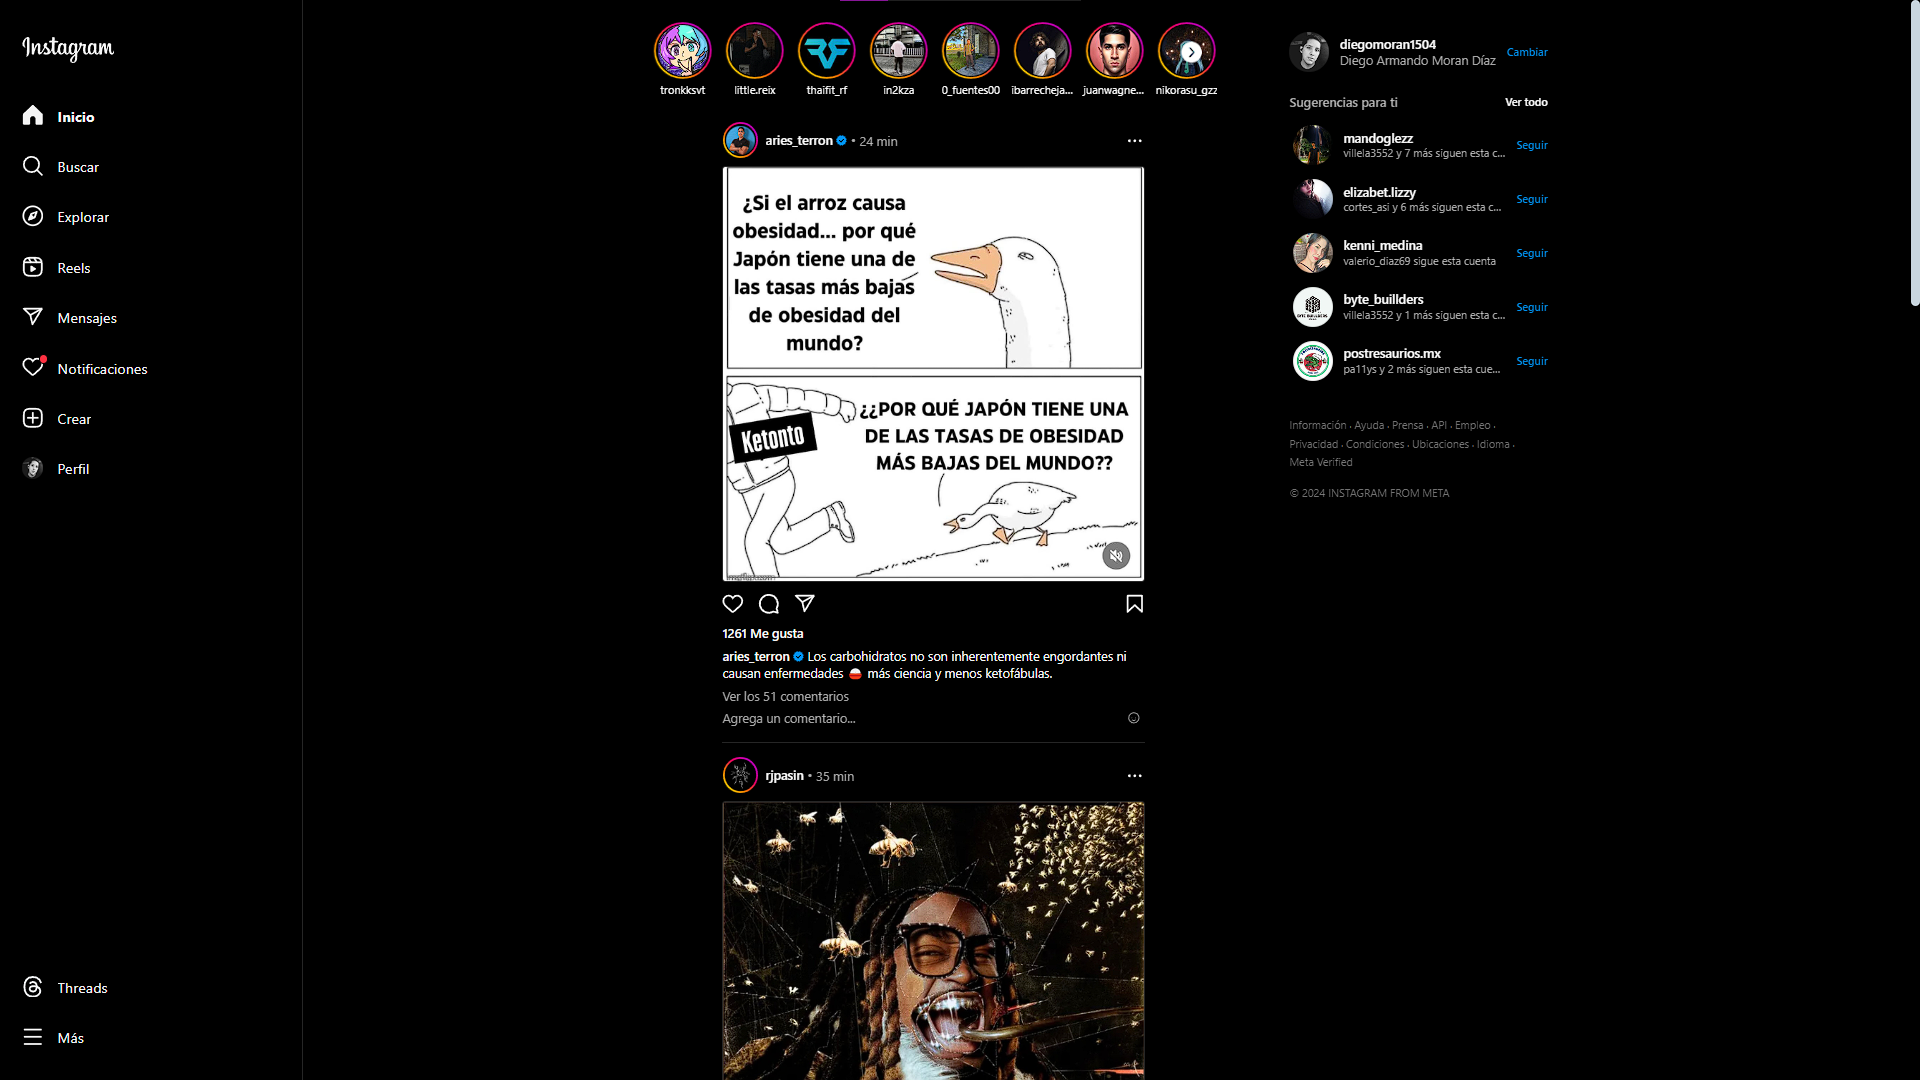 Instagram
Inicio
Buscar
Explorar
Reels
Mensajes
Notificaciones
Crear
Perfil
Threads
Más
tronkksvt
little.reix
thaifit_rf
in2kza
0_fuentes00
ibarrecheja...
juanwagne...
nikorasu_gzz
aries_terron • 24 min
¿Si el arroz causa
obesidad... por qué
Japón tiene una de
las tasas más bajas
de obesidad del
mundo?
Ketonto
¿¿POR QUÉ JAPÓN TIENE UNA
DE LAS TASAS DE OBESIDAD
MÁS BAJAS DEL MUNDO??
1261 Me gusta
aries_terron Los carbohidratos no son inherentemente engordantes ni
causan enfermedades 🍚 más ciencia y menos ketofábulas.
Ver los 51 comentarios
Agrega un comentario...
rjpasin • 35 min
diegomoran1504
Diego Armando Moran Díaz
Cambiar
Sugerencias para ti
Ver todo
mandoglezz
villela3552 y 7 más siguen esta c...
Seguir
elizabet.lizzy
cortes_asi y 6 más siguen esta c...
Seguir
kenni_medina
valerio_diaz69 sigue esta cuenta
Seguir
byte_buillders
villela3552 y 1 más siguen esta c...
Seguir
postresaurios.mx
pa11ys y 2 más siguen esta cue...
Seguir
Información · Ayuda · Prensa · API · Empleo ·
Privacidad · Condiciones · Ubicaciones · Idioma ·
Meta Verified
© 2024 INSTAGRAM FROM META